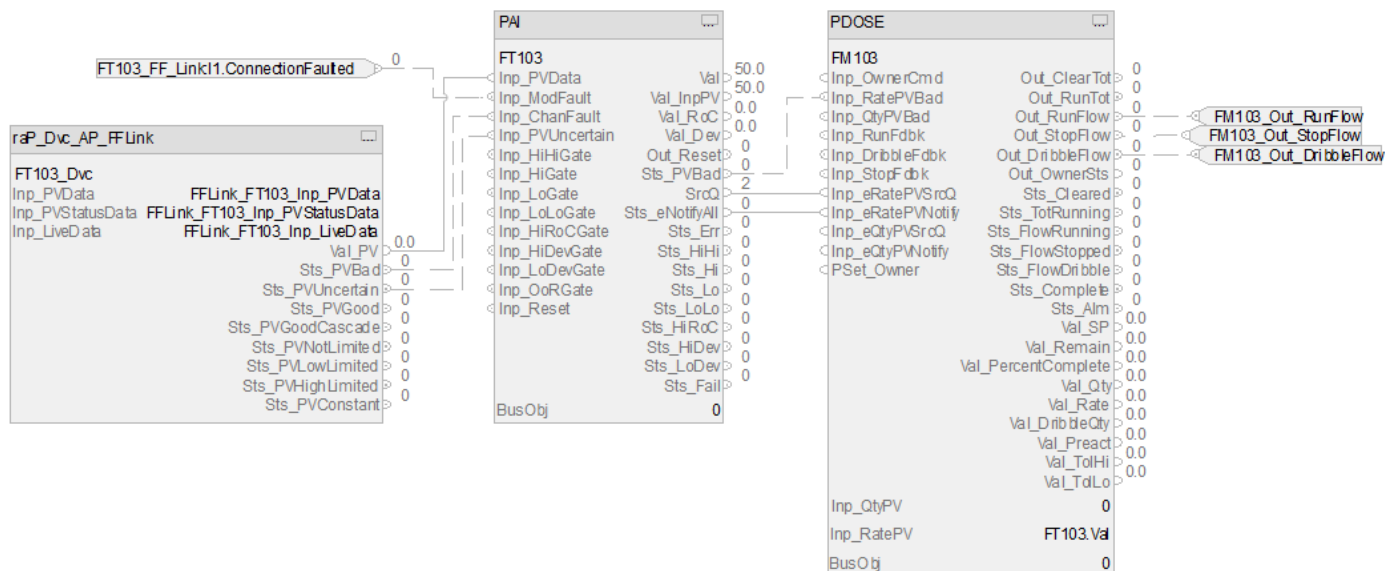 FT103_FF_Link:I1.ConnectionFaulted
0
raP_Dvc_AP_FFLink
FT103_Dvc
Inp_PVData FFLink_FT103_Inp_PVData
Inp_PVStatusData FFLink_FT103_Inp_PVStatusData
Inp_LiveData FFLink_FT103_Inp_LiveData
Val_PV 0.0
Sts_PVBad 0
Sts_PVUncertain 0
Sts_PVGood 0
Sts_PVGoodCascade 0
Sts_PVNotLimited 0
Sts_PVLowLimited 0
Sts_PVHighLimited 0
Sts_PVConstant 0
PAI
FT103
Inp_PVData Val 50.0
Inp_ModFault Val_InpPV 50.0
Inp_ChanFault Val_RoC 0.0
Inp_PVUncertain Val_Dev 0.0
Inp_HiHiGate Out_Reset 0
Inp_HiGate Sts_PVBad 0
Inp_LoGate SrcQ 2
Inp_LoLoGate Sts_eNotifyAll 0
Inp_HiRoCGate Sts_Err 0
Inp_HiDevGate Sts_HiHi 0
Inp_LoDevGate Sts_Hi 0
Inp_OoRGate Sts_Lo 0
Inp_Reset Sts_LoLo 0
Sts_HiRoC 0
Sts_HiDev 0
Sts_LoDev 0
Sts_Fail 0
BusObj 0
PDOSE
FM103
Inp_OwnerCmd Out_ClearTot 0
Inp_RatePVBad Out_RunTot 0
Inp_QtyPVBad Out_RunFlow 0
Inp_RunFdbk Out_StopFlow 0
Inp_DribbleFdbk Out_DribbleFlow 0
Inp_StopFdbk Out_OwnerSts 0
Inp_eRatePVSrcQ Sts_Cleared 0
Inp_eRatePVNotify Sts_TotRunning 0
Inp_eQtyPVSrcQ Sts_FlowRunning 0
Inp_eQtyPVNotify Sts_FlowStopped 0
PSet_Owner Sts_FlowDribble 0
Sts_Complete 0
Sts_Alm 0
Val_SP 0.0
Val_Remain 0.0
Val_PercentComplete 0.0
Val_Qty 0.0
Val_Rate 0.0
Val_DribbleQty 0.0
Val_Preact 0.0
Val_TolHi 0.0
Val_TolLo 0.0
Inp_QtyPV 0
Inp_RatePV FT103.Val
BusObj 0
FM103_Out_RunFlow
FM103_Out_StopFlow
FM103_Out_DribbleFlow